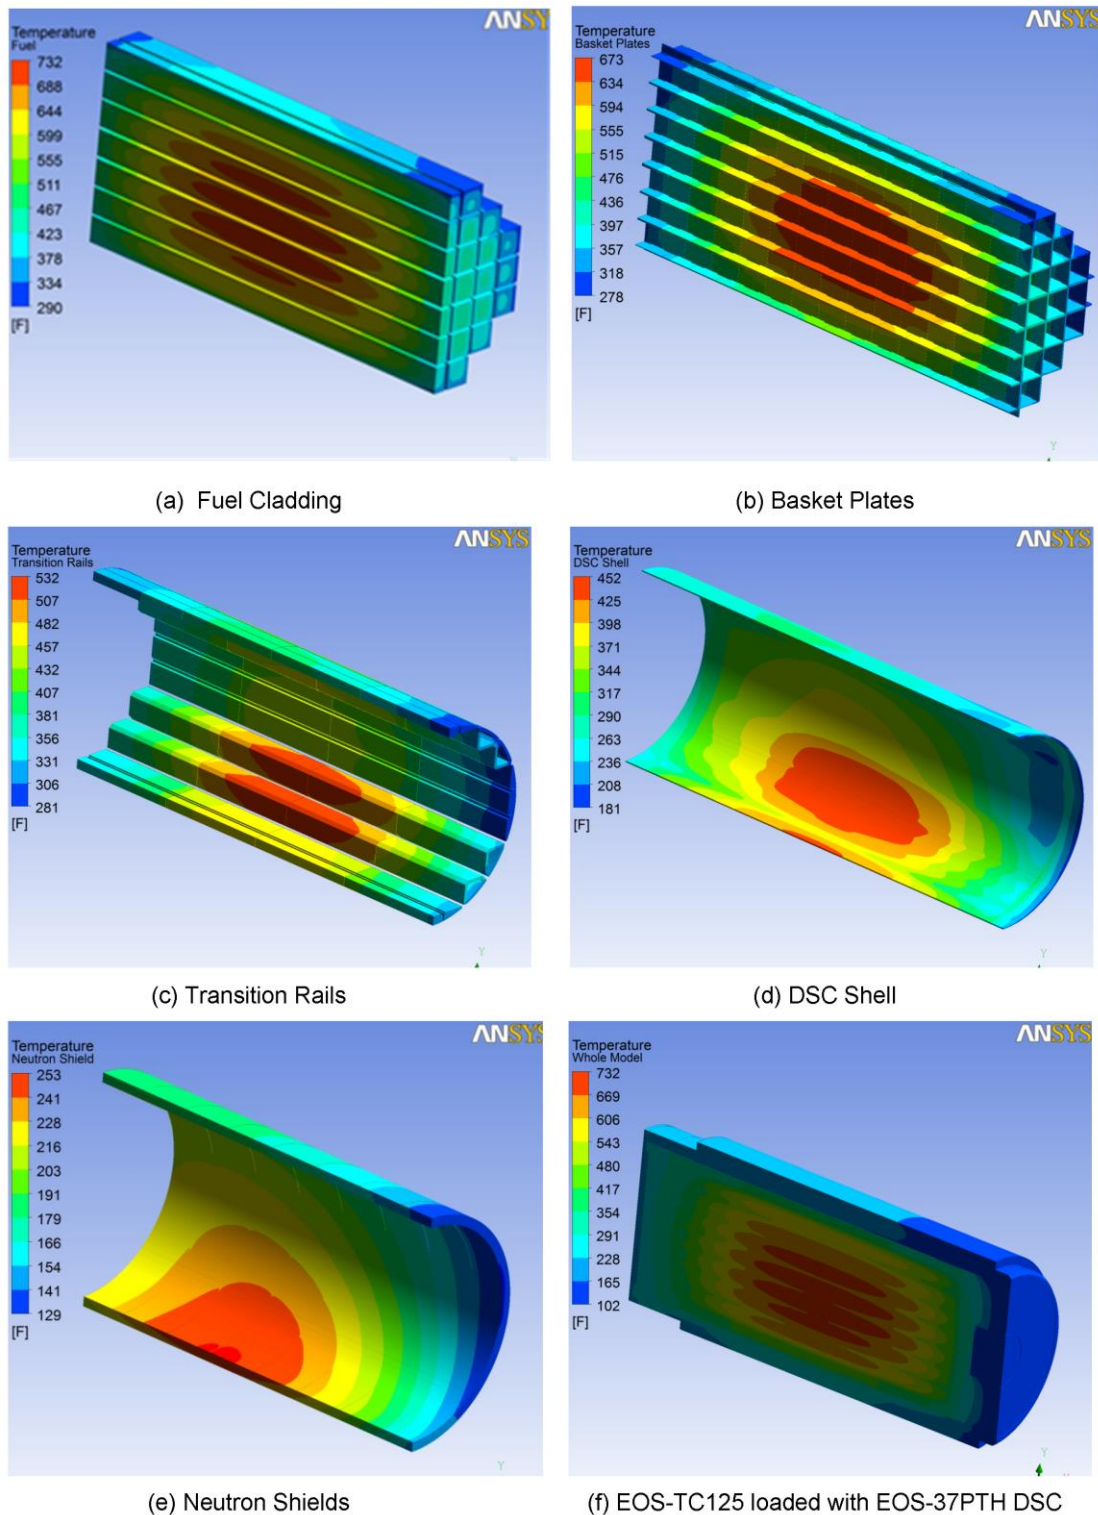 ANSYS
Temperature
Fuel
732
688
644
599
555
511
467
423
378
334
290
[F]
(a) Fuel Cladding
ANSYS
Temperature
Basket Plates
673
634
594
555
515
476
436
397
357
318
278
[F]
Y
(b) Basket Plates
ANSYS
Temperature
Transition Rails
532
507
482
457
432
407
381
356
331
306
281
[F]
Y
(c) Transition Rails
ANSYS
Temperature
DSC Shell
452
425
398
371
344
317
290
263
236
208
181
[F]
Y
(d) DSC Shell
ANSYS
Temperature
Neutron Shield
253
241
228
216
203
191
179
166
154
141
129
[F]
Y
(e) Neutron Shields
ANSYS
Temperature
Whole Model
732
669
606
543
480
417
354
291
228
165
102
[F]
Y
(f) EOS-TC125 loaded with EOS-37PTH DSC